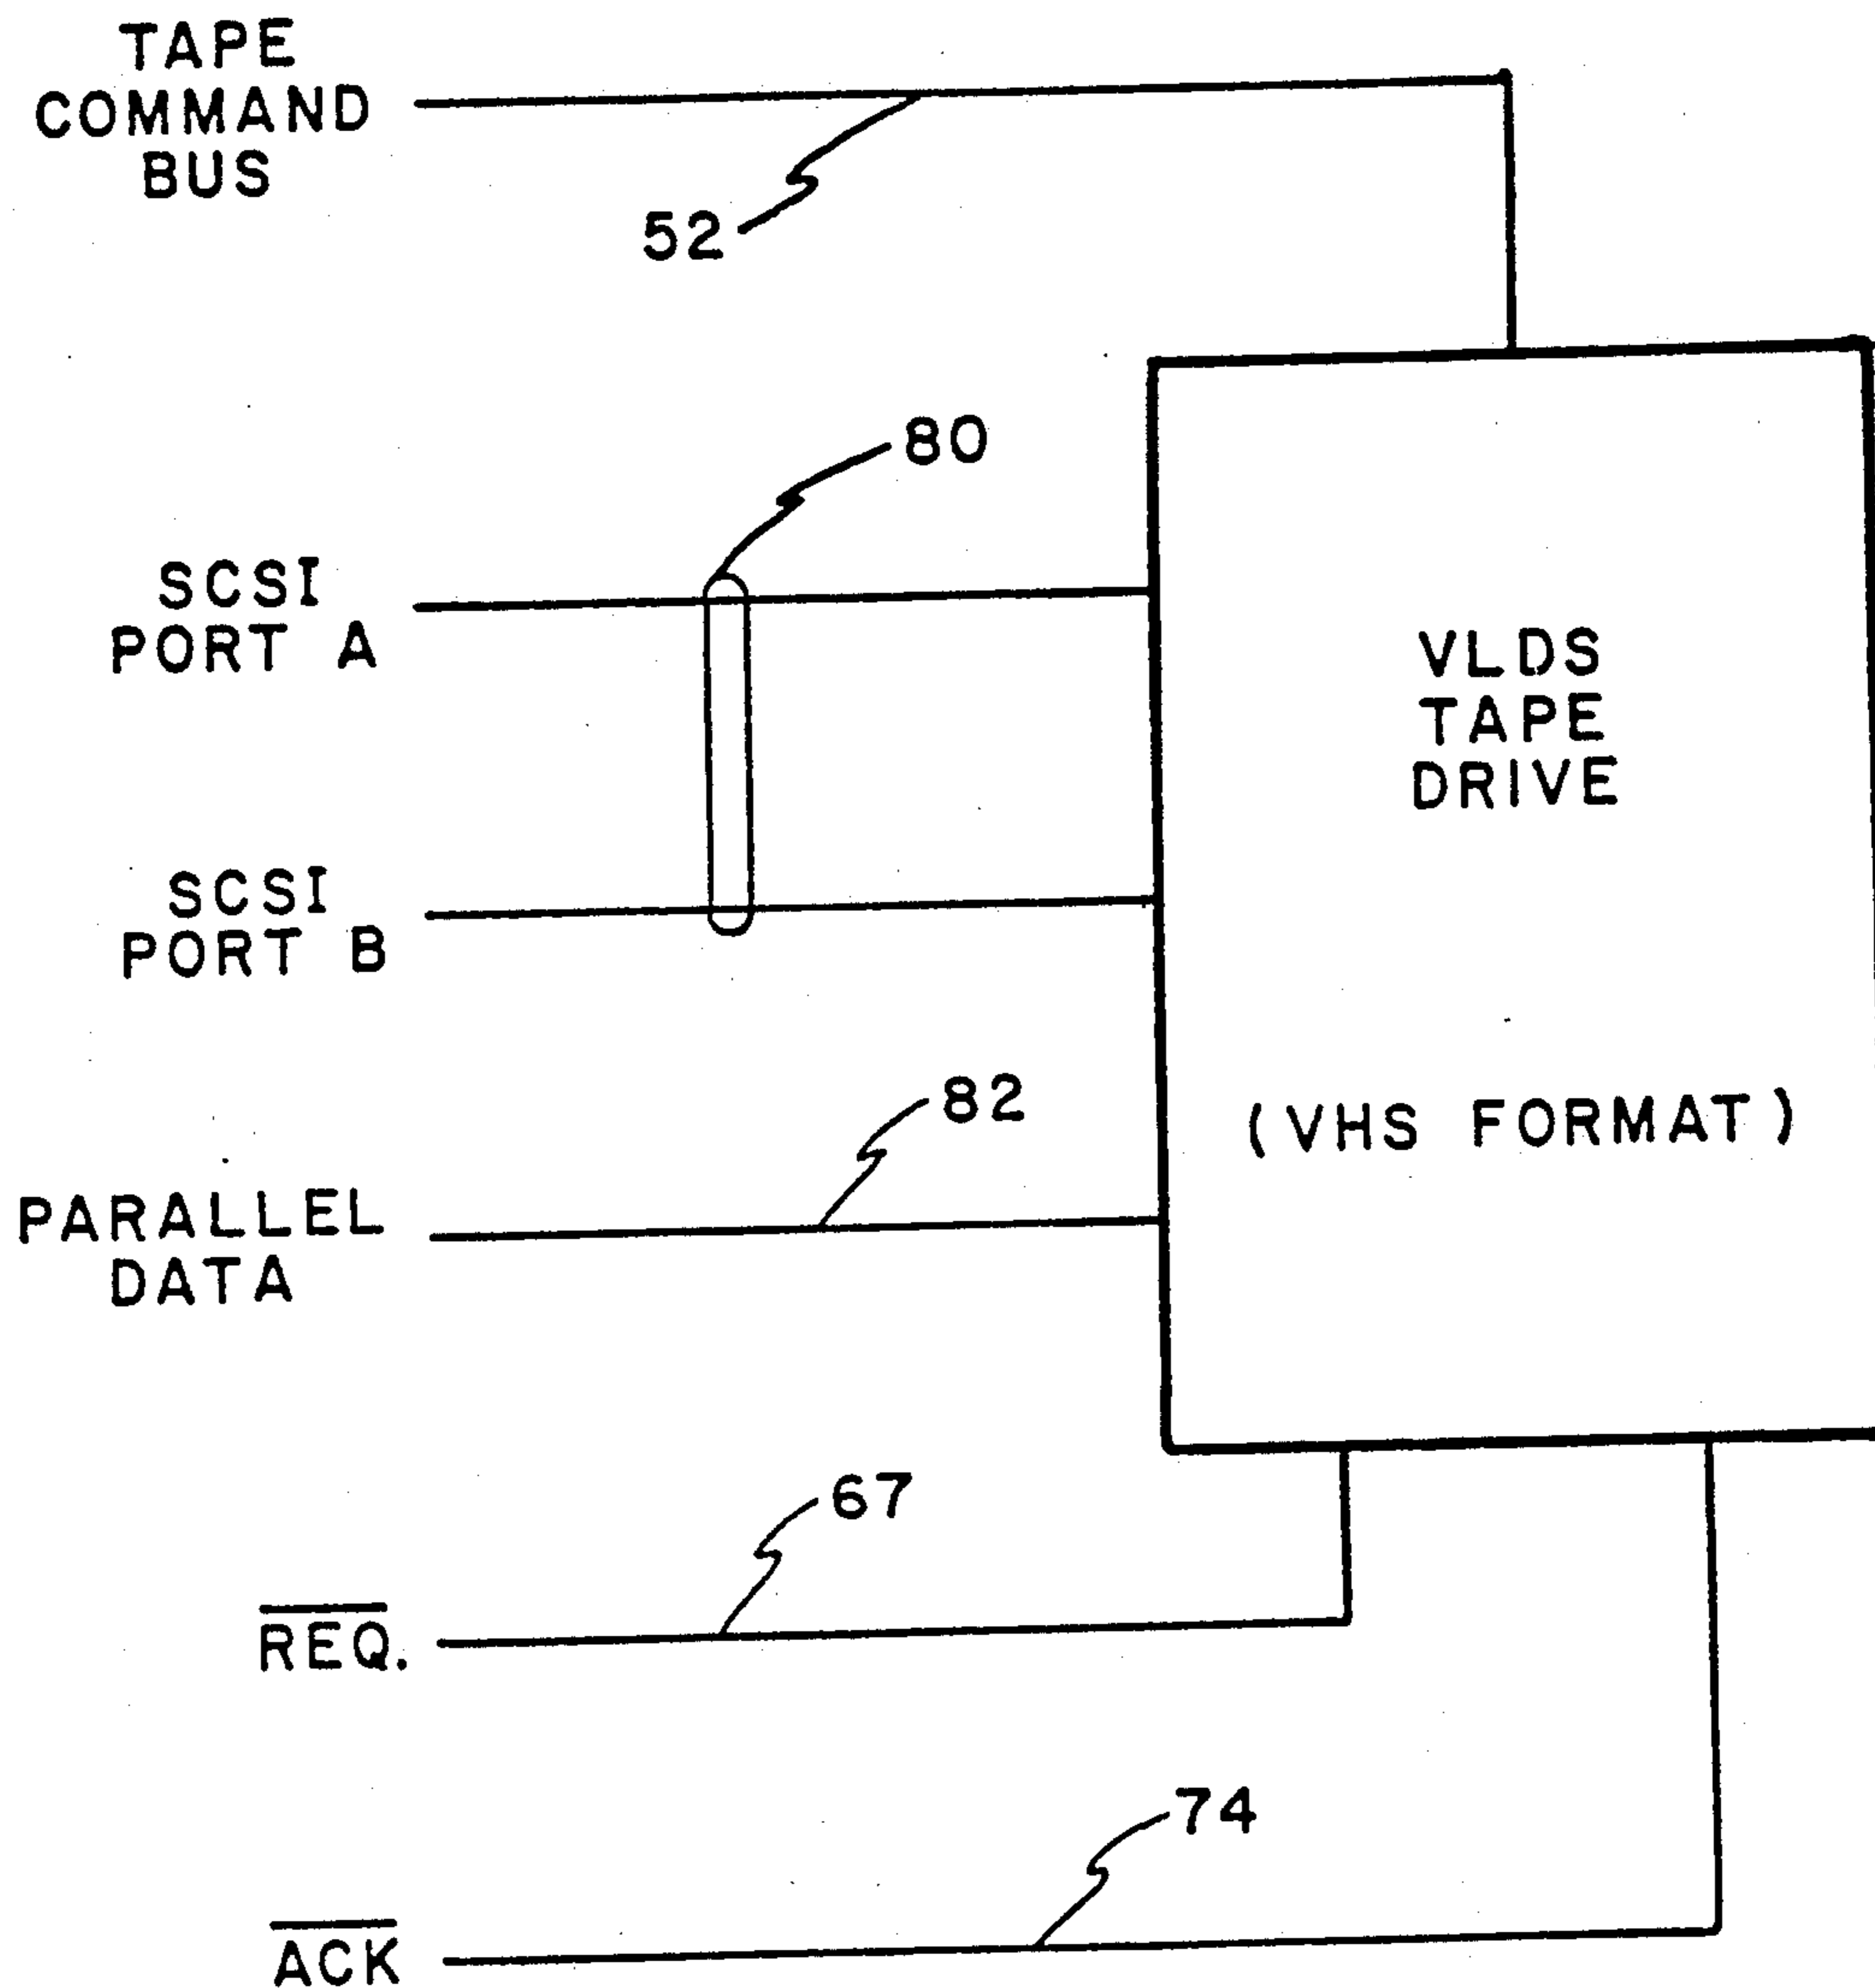 TAPE
COMMAND
BUS
52
80
SCSI
PORT A
VLDS
TAPE
DRIVE
SCSI
PORT B
82
(VHS FORMAT)
PARALLEL
DATA
67
REQ.
74
ACK